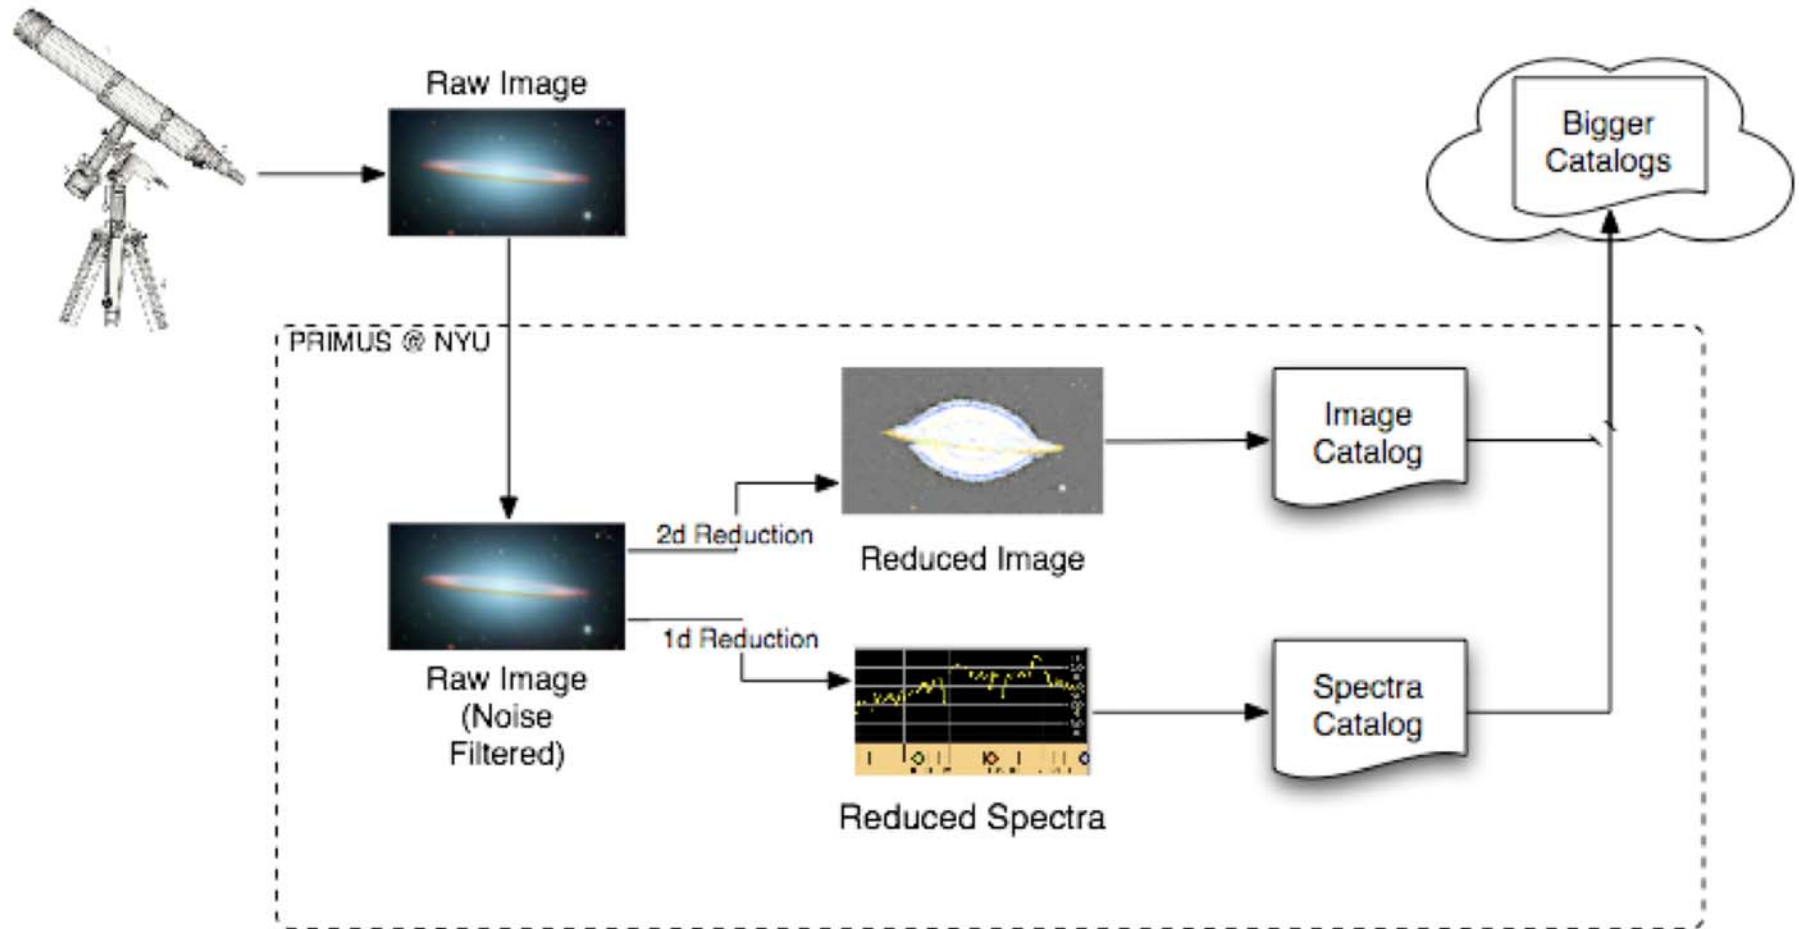 Raw Image
Bigger
Catalogs
PRIMUS @ NYU
Image
Catalog
2d Reduction
Reduced Image
1d Reduction
Raw Image
(Noise
Filtered)
Spectra
Catalog
Reduced Spectra